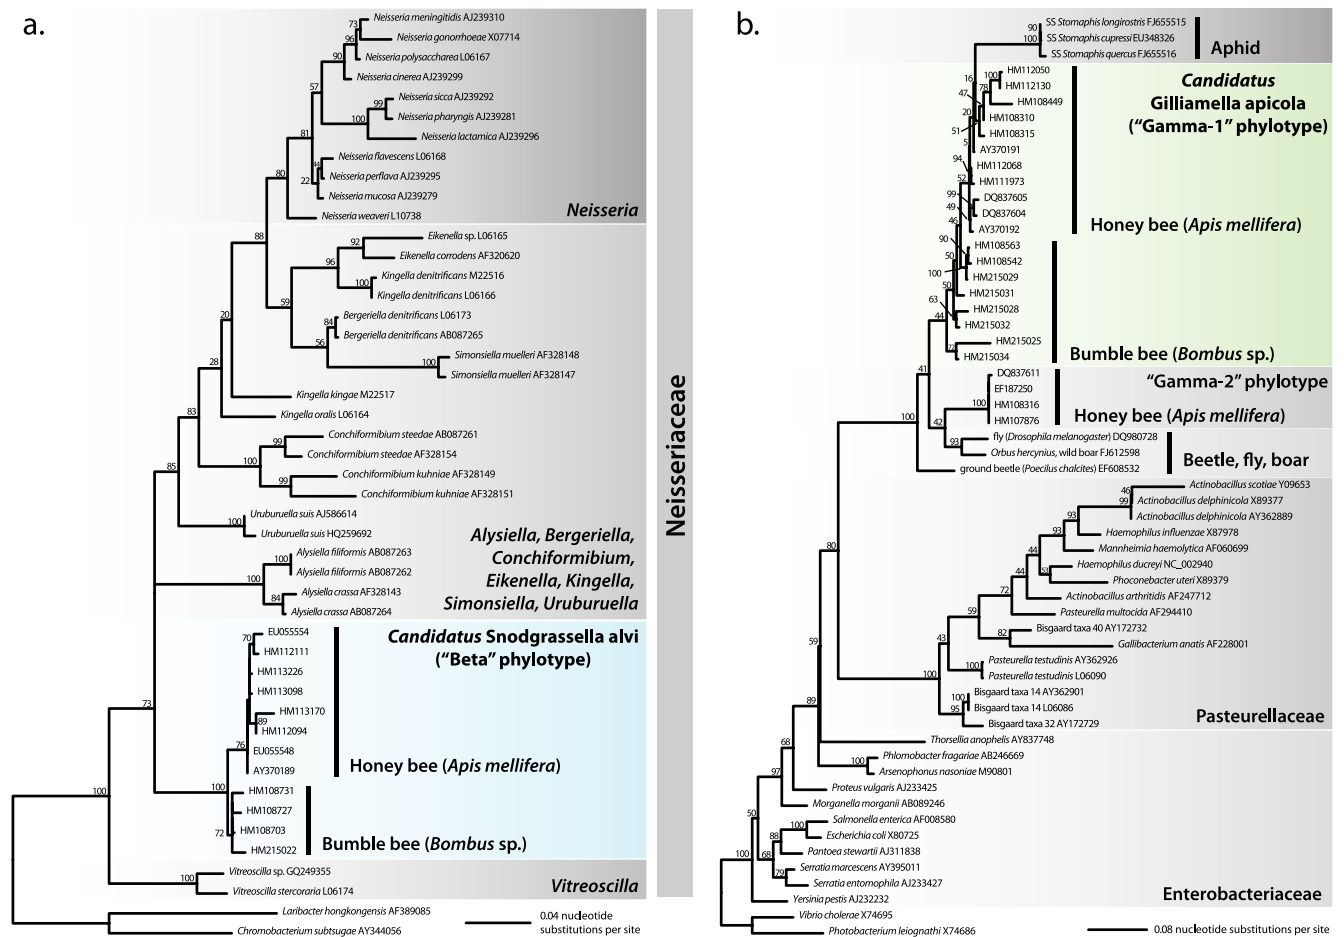 a.
73
Neisseria meningitidis AJ239310
96
Neisseria gonorrhoeae X07714
90
Neisseria polysaccharea L06167
Neisseria cinerea AJ239299
57
99
Neisseria sicca AJ239292
100
Neisseria pharyngis AJ239281
81
Neisseria lactamica AJ239296
44
Neisseria flavescens L06168
80
22
Neisseria perflava AJ239295
Neisseria mucosa AJ239279
Neisseria weaveri L10738
Neisseria
88
92
Eikenella sp. L06165
96
Eikenella corrodens AF320620
100
Kingella denitrificans M22516
59
Kingella denitrificans L06166
84
Bergeriella denitrificans L06173
20
56
Bergeriella denitrificans AB087265
100
Simonsiella muelleri AF328148
28
Simonsiella muelleri AF328147
Kingella kingae M22517
83
Kingella oralis L06164
99
Conchiformibium steedae AB087261
100
Conchiformibium steedae AF328154
85
99
Conchiformibium kuhniae AF328149
Conchiformibium kuhniae AF328151
100
Uruburuella suis AJ586614
Uruburuella suis HQ259692
100
Alysiella filiformis AB087263
Alysiella filiformis AB087262
84
Alysiella crassa AF328143
Alysiella crassa AB087264
Alysiella, Bergeriella,
Conchiformibium,
Eikenella, Kingella,
Simonsiella, Uruburuella
Candidatus Snodgrassella alvi
("Beta" phylotype)
70
EU055554
HM112111
HM113226
HM113098
73
HM113170
89
HM112094
76
EU055548
AY370189
Honey bee (Apis mellifera)
100
100
HM108731
HM108727
72
HM108703
HM215022
Bumble bee (Bombus sp.)
100
Vitreoscilla sp. GQ249355
Vitreoscilla stercoraria L06174
Vitreoscilla
Laribacter hongkongensis AF389085
Chromobacterium subtsugae AY344056
0.04 nucleotide
substitutions per site
Neisseriaceae
b.
90
SS Stomaphis longirostris FJ655515
100
SS Stomaphis cupressi EU348326
SS Stomaphis quercus FJ655516
Aphid
Candidatus
Gilliamella apicola
("Gamma-1" phylotype)
16
100
HM112050
47
78
HM112130
HM108449
20
HM108310
51
HM108315
5
AY370191
94
HM112068
52
HM111973
99
DQ837605
49
DQ837604
46
AY370192
Honey bee (Apis mellifera)
90
HM108563
50
HM108542
100
HM215029
50
HM215031
63
HM215028
44
HM215032
72
HM215025
HM215034
Bumble bee (Bombus sp.)
41
DQ837611
EF187250
100
HM108316
HM107876
"Gamma-2" phylotype
Honey bee (Apis mellifera)
100
42
93
fly (Drosophila melanogaster) DQ980728
Orbus hercynius, wild boar FJ612598
ground beetle (Poecilus chalcites) EF608532
Beetle, fly, boar
46
Actinobacillus scotiae Y09653
99
Actinobacillus delphinicola X89377
93
Actinobacillus delphinicola AY362889
93
Haemophilus influenzae X87978
44
Mannheimia haemolytica AF060699
80
44
53
Haemophilus ducreyi NC_002940
72
Phoconebacter uteri X89379
Actinobacillus arthritidis AF247712
59
Pasteurella multocida AF294410
82
Bisgaard taxa 40 AY172732
59
43
Gallibacterium anatis AF228001
100
Pasteurella testudinis AY362926
100
Pasteurella testudinis L06090
100
Bisgaard taxa 14 AY362901
95
Bisgaard taxa 14 L06086
Bisgaard taxa 32 AY172729
Pasteurellaceae
89
Thorsellia anophelis AY837748
68
100
Phlomobacter fragariae AB246669
Arsenophonus nasoniae M90801
97
Proteus vulgaris AJ233425
Morganella morganii AB089246
50
100
Salmonella enterica AF008580
88
Escherichia coli X80725
100
68
Pantoea stewartii AJ311838
79
Serratia marcescens AY395011
Serratia entomophila AJ233427
Yersinia pestis AJ232232
Enterobacteriaceae
Vibrio cholerae X74695
Photobacterium leiognathi X74686
0.08 nucleotide substitutions per site